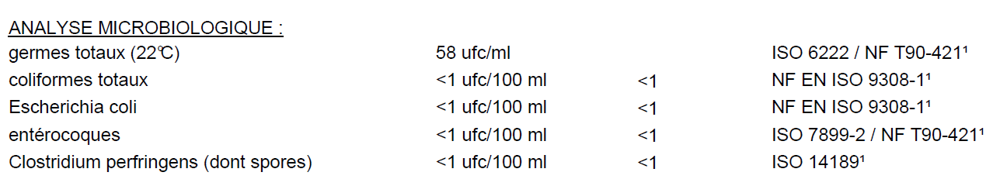 ANALYSE MICROBIOLOGIQUE :
germes totaux (22°C) 58 ufc/ml ISO 6222 / NF T90-421¹
coliformes totaux <1 ufc/100 ml <1 NF EN ISO 9308-1¹
Escherichia coli <1 ufc/100 ml <1 NF EN ISO 9308-1¹
entérocoques <1 ufc/100 ml <1 ISO 7899-2 / NF T90-421¹
Clostridium perfringens (dont spores) <1 ufc/100 ml <1 ISO 14189¹